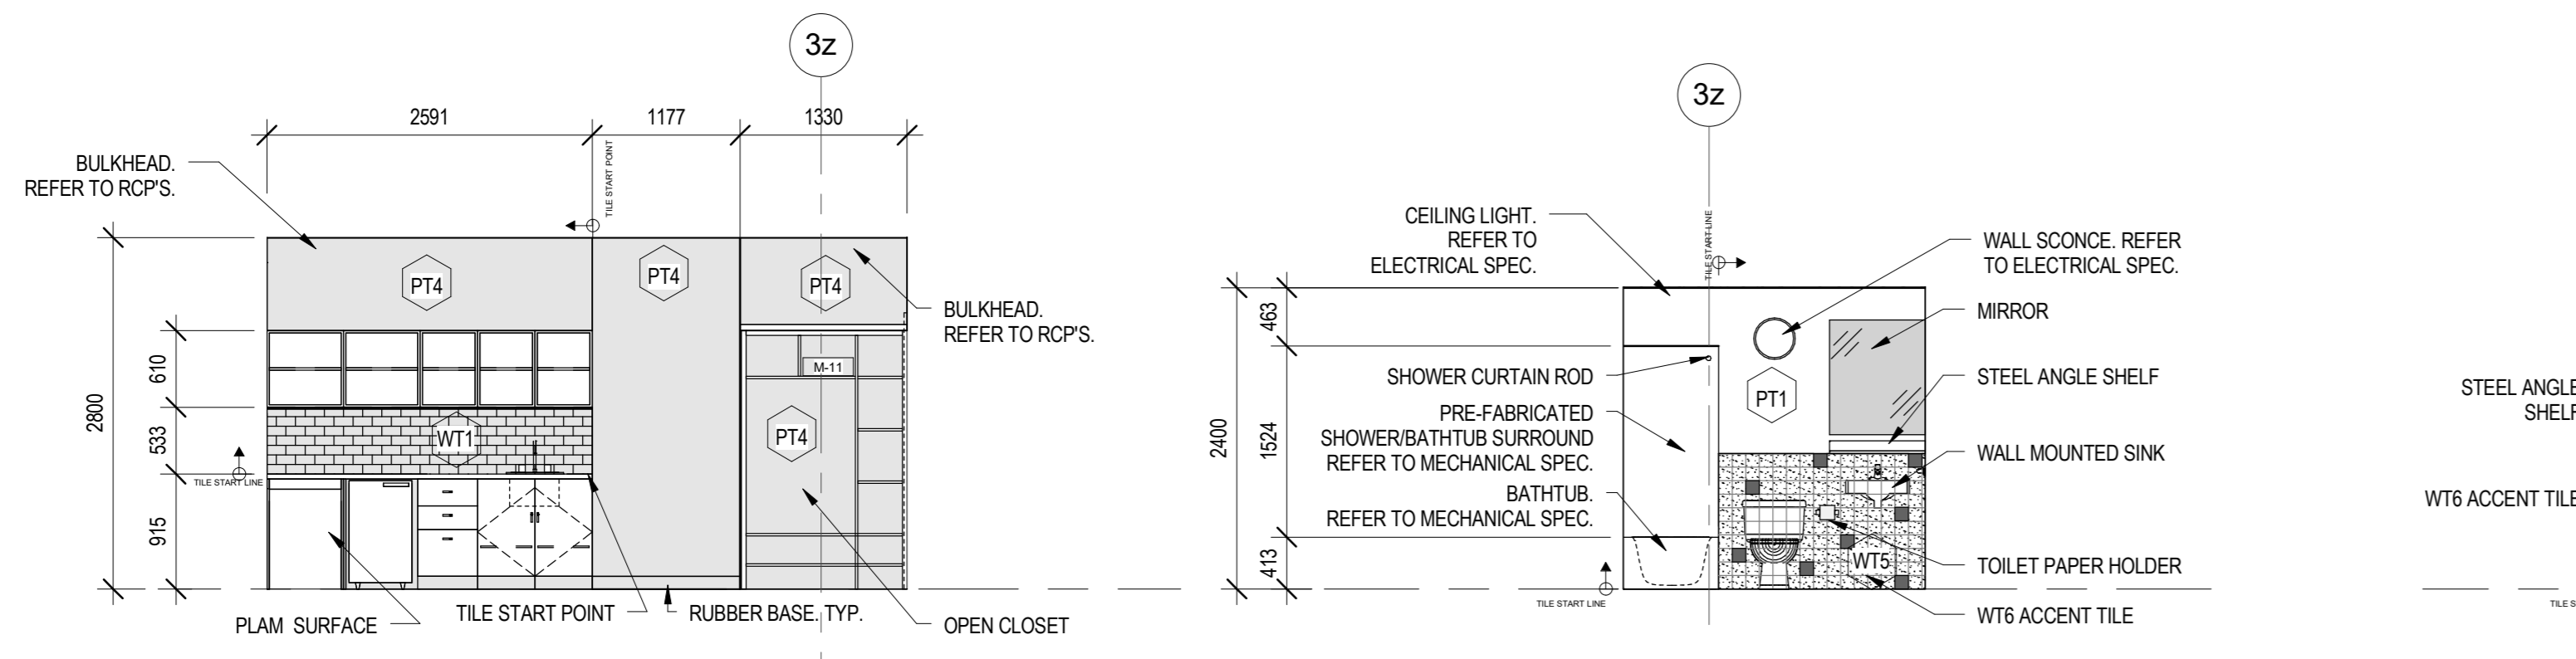 3z
2591
1177
1330
TILE START POINT
BULKHEAD.
REFER TO RCP'S.
PT4
PT4
PT4
BULKHEAD.
REFER TO RCP'S.
2800
610
533
915
M-11
WT1
PT4
TILE START LINE
PLAM SURFACE
TILE START POINT
RUBBER BASE. TYP.
OPEN CLOSET
3z
TILE START LINE
CEILING LIGHT.
REFER TO
ELECTRICAL SPEC.
WALL SCONCE. REFER
TO ELECTRICAL SPEC.
MIRROR
2400
463
1524
413
SHOWER CURTAIN ROD
PT1
STEEL ANGLE SHELF
PRE-FABRICATED
SHOWER/BATHTUB SURROUND
REFER TO MECHANICAL SPEC.
WALL MOUNTED SINK
BATHTUB.
REFER TO MECHANICAL SPEC.
WT5
TOILET PAPER HOLDER
TILE START LINE
WT6 ACCENT TILE
STEEL ANGLE
SHELF
WT6 ACCENT TILE
TILE S